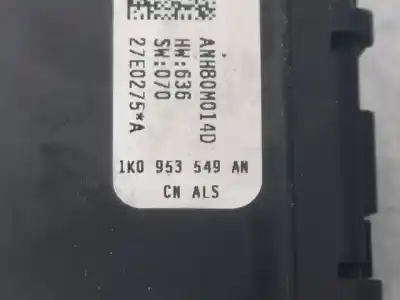 ANH80M014D
HW:636
SW:070
27E0275*A
1K0 953 549 AN
CN ALS